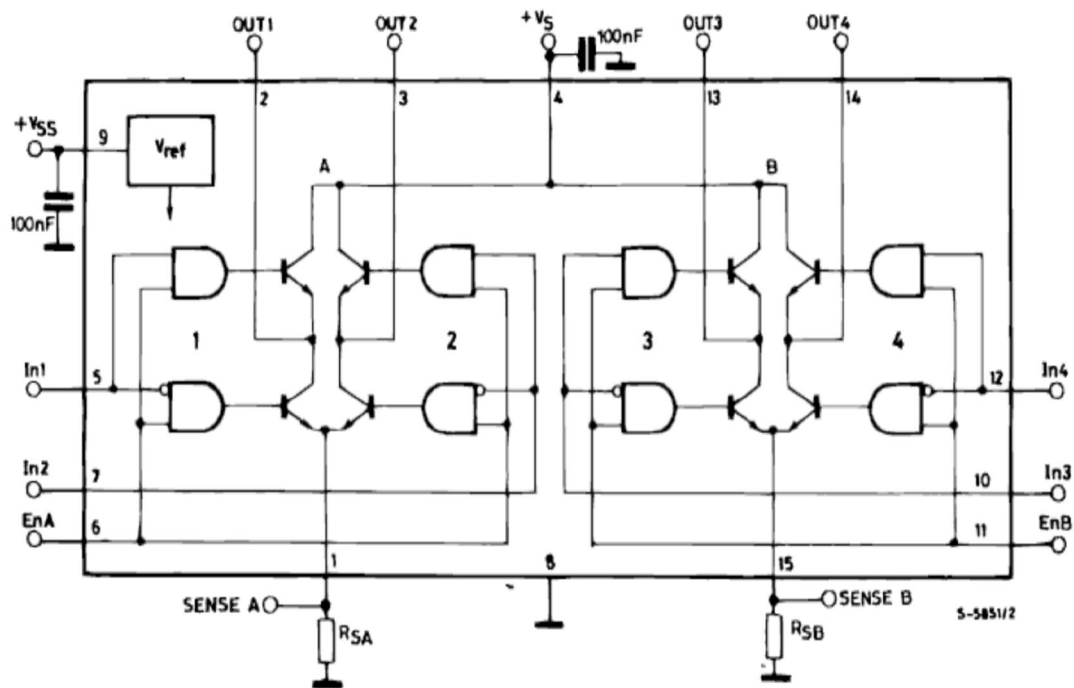 OUT1 OUT2 +VS 100nF OUT3 OUT4
2 3 4 13 14
+VSS 9 Vref
A B
100nF
1 2 3 4
In1 5 12 In4
In2 7 10 In3
EnA 6 11 EnB
1 8 15
SENSE A SENSE B
S-5851/2
RSA RSB